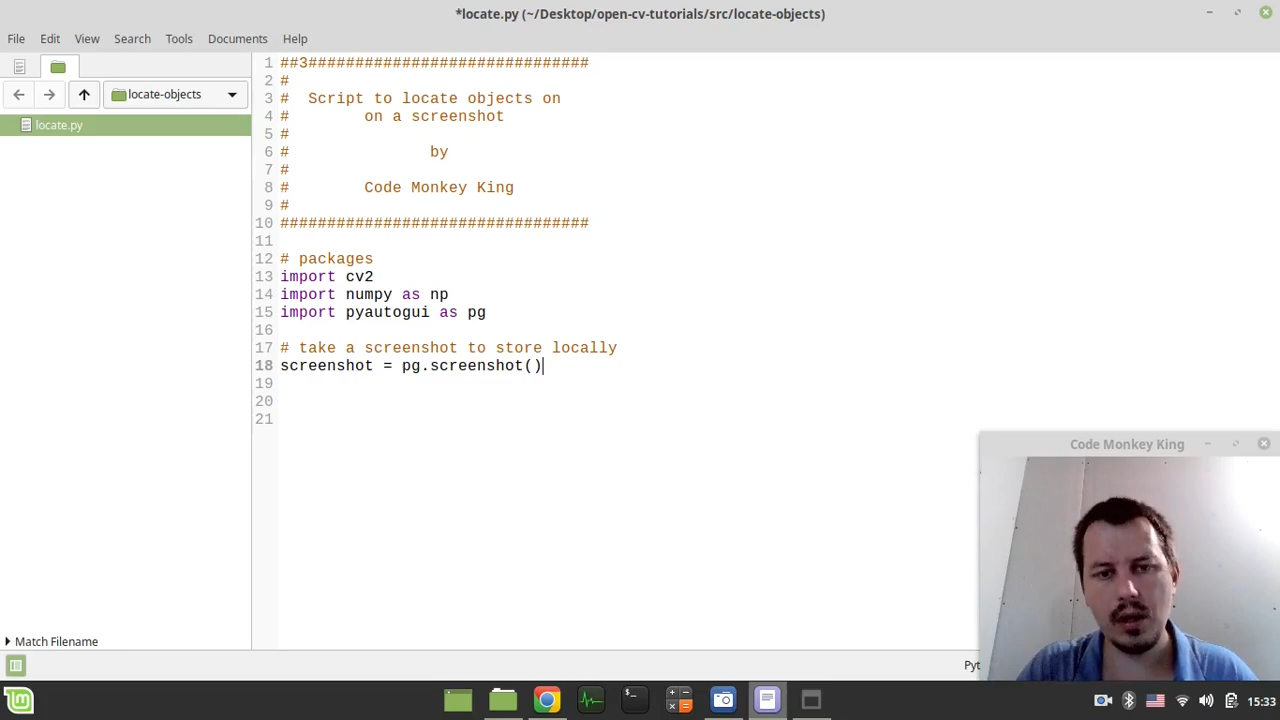 *locate.py (~/Desktop/open-cv-tutorials/src/locate-objects)
File Edit View Search Tools Documents Help
locate-objects
locate.py
1 ##3##############################
2 #
3 #  Script to locate objects on
4 #        on a screenshot
5 #
6 #               by
7 #
8 #        Code Monkey King
9 #
10 #################################
11
12 # packages
13 import cv2
14 import numpy as np
15 import pyautogui as pg
16
17 # take a screenshot to store locally
18 screenshot = pg.screenshot()
19
20
21
Code Monkey King
Match Filename
Pyt
15:33